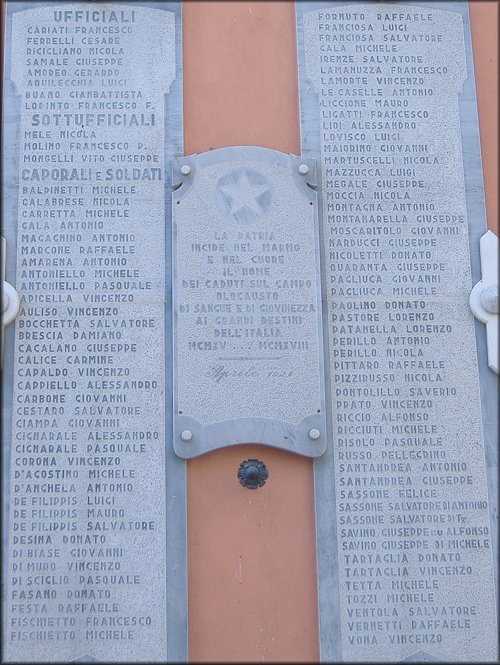 UFFICIALI
CARIATI FRANCESCO
FERRELLI CESARE
RICIGLIANO NICOLA
SAMALE GIUSEPPE
AMODEO GERARDO
AQUILECCHIA LUIGI
BUANO GIANBATTISTA
LOPINTO FRANCESCO F.
SOTTUFFICIALI
MELE NICOLA
MOLINO FRANCESCO P.
MONGELLI VITO GIUSEPPE
CAPORALI E SOLDATI
BALDINETTI MICHELE
CALABRESE NICOLA
CARRETTA MICHELE
GALA ANTONIO
MACAGNINO ANTONIO
MARCONE RAFFAELE
AMARENA ANTONIO
ANTONIELLO MICHELE
ANTONIELLO PASQUALE
APICELLA VINCENZO
AULISO VINCENZO
BOCCHETTA SALVATORE
BRESCIA DAMIANO
CACALANO GIUSEPPE
CALICE CARMINE
CAPALDO VINCENZO
CAPPIELLO ALESSANDRO
CARBONE GIOVANNI
CESTARO SALVATORE
CIAMPA GIOVANNI
CIGNARALE ALESSANDRO
CIGNARALE PASQUALE
CORONA VINCENZO
D'AGOSTINO MICHELE
D'ANGHELA ANTONIO
DE FILIPPIS LUIGI
DE FILIPPIS MAURO
DE FILIPPIS SALVATORE
DESINA DONATO
DI BIASE GIOVANNI
DI MURO VINCENZO
DI SCIGLIO PASQUALE
FASANO DONATO
FESTA RAFFAELE
FISCHIETTO FRANCESCO
FISCHIETTO MICHELE
LA PATRIA
INCIDE NEL MARMO
E NEL CUORE
IL NOME
DEI CADUTI SUL CAMPO
OLOCAUSTO
DI SANGUE E DI GIOVINEZZA
AI GRANDI DESTINI
DELL'ITALIA
MCMXV - MCMXVIII
Aprile 1921
FORNUTO RAFFAELE
FRANCIOSA LUIGI
FRANCIOSA SALVATORE
GALA MICHELE
IRENZE SALVATORE
LAMANUZZA FRANCESCO
LAMORTE VINCENZO
LE CASELLE ANTONIO
LICCIONE MAURO
LIGATTI FRANCESCO
LIOI ALESSANDRO
LOVISCO LUIGI
MAIORINO GIOVANNI
MARTUSCELLI NICOLA
MAZZUCCA LUIGI
MEGALE GIUSEPPE
MOCCIA NICOLA
MONTAGNA ANTONIO
MONTANARELLA GIUSEPPE
MOSCARITOLO GIOVANNI
NARDUCCI GIUSEPPE
NICOLETTI DONATO
QUARANTA GIUSEPPE
PAGLIUCA GIOVANNI
PAGLIUCA MICHELE
PAOLINO DONATO
PASTORE LORENZO
PATANELLA LORENZO
PERILLO ANTONIO
PERILLO NICOLA
PITTARO RAFFAELE
PIZZIRUSSO NICOLA
PONTOLILLO SAVERIO
PRATO VINCENZO
RICCIO ALFONSO
RICCIUTI MICHELE
RISOLO PASQUALE
RUSSO PELLEGRINO
SANTANDREA ANTONIO
SANTANDREA GIUSEPPE
SASSONE FELICE
SASSONE SALVATORE DI ANTONIO
SASSONE SALVATORE DI
SAVINO GIUSEPPE ALFONSO
SAVINO GIUSEPPE DI MICHELE
TARTAGLIA DONATO
TARTAGLIA VINCENZO
TETTA MICHELE
TOZZI MICHELE
VENTOLA SALVATORE
VERNETTI RAFFAELE
VONA VINCENZO